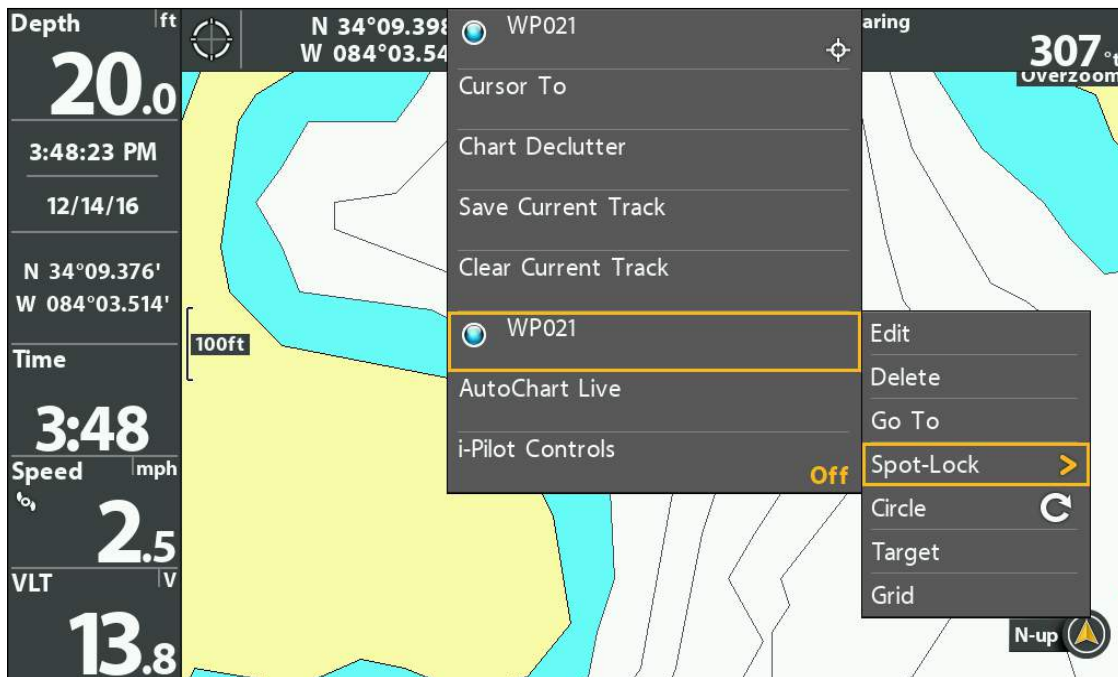 Depth ft
20.0
3:48:23 PM
12/14/16
N 34°09.376'
W 084°03.514'
Time
3:48
Speed mph
2.5
VLT V
13.8
N 34°09.398
W 084°03.54
aring
307°t
Overzoom
100ft
WP021
Cursor To
Chart Declutter
Save Current Track
Clear Current Track
WP021
AutoChart Live
i-Pilot Controls
Off
Edit
Delete
Go To
Spot-Lock >
Circle
Target
Grid
N-up